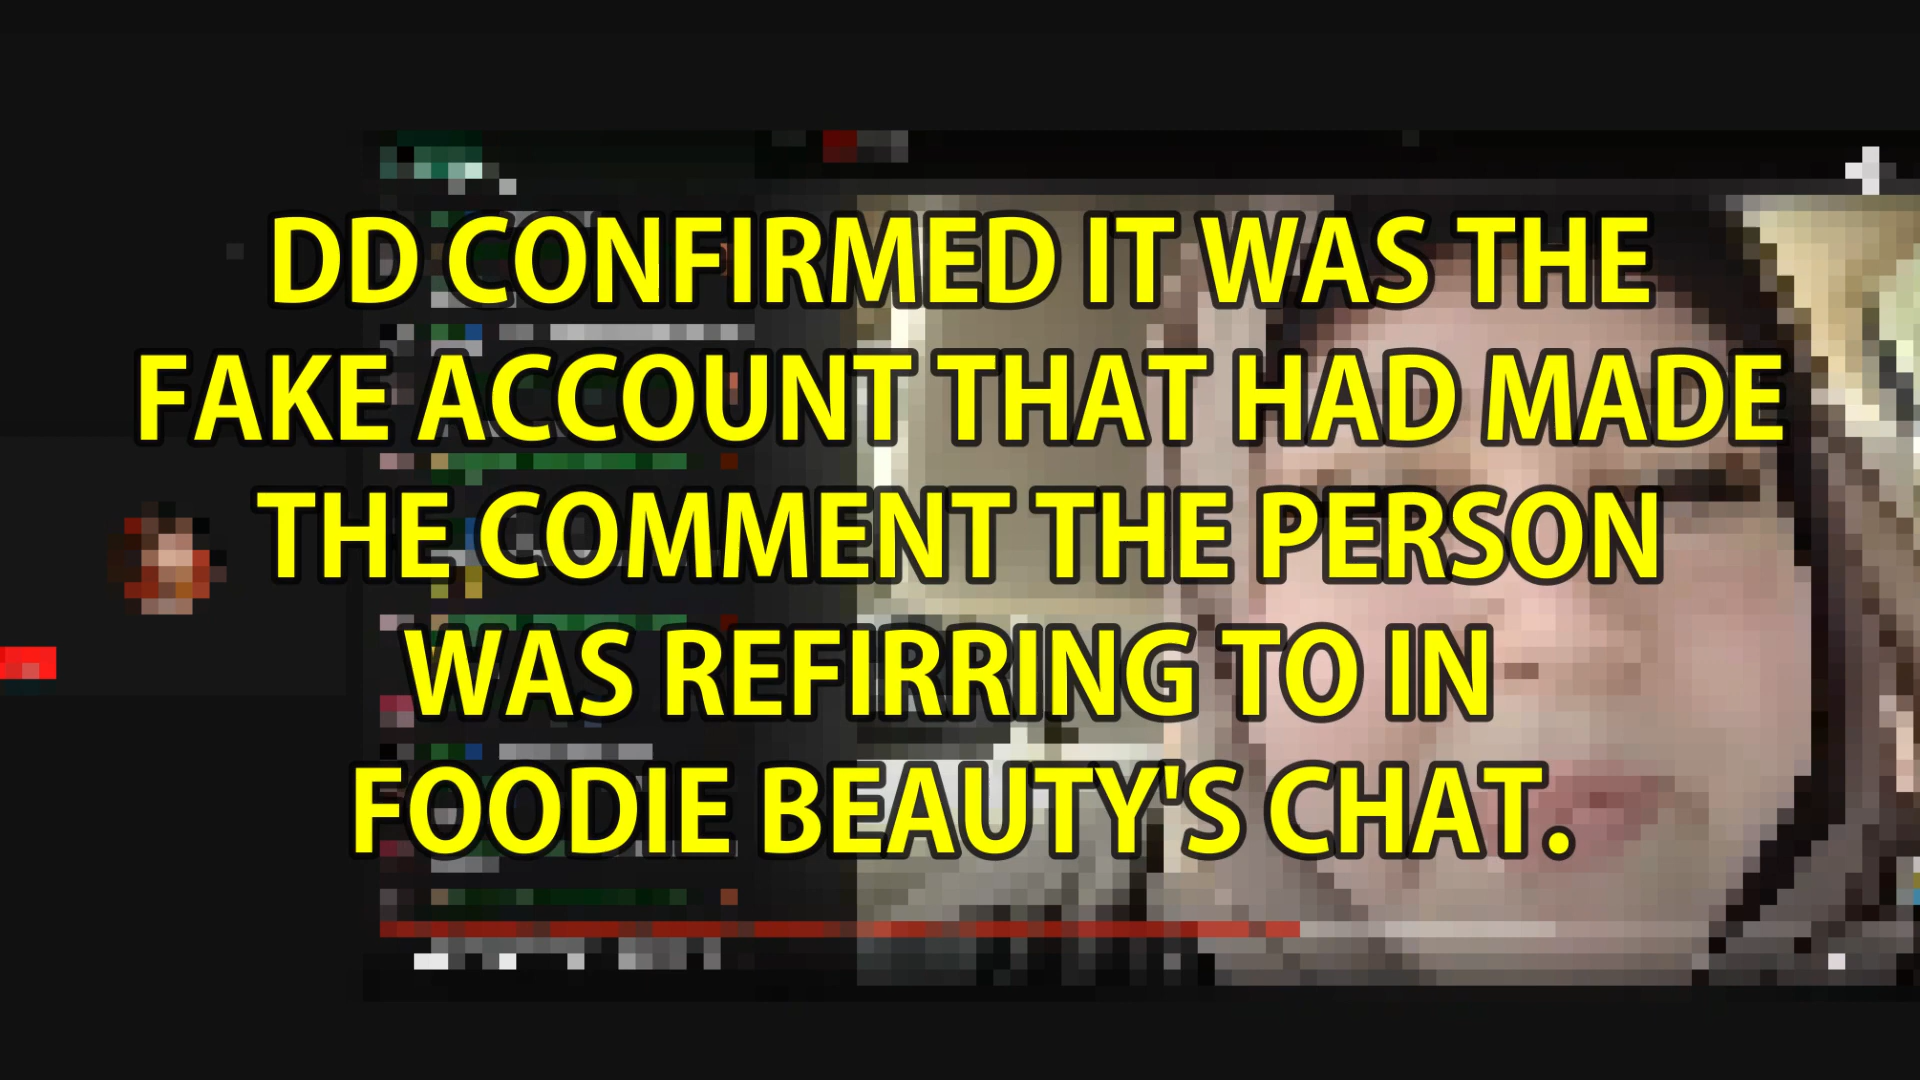 DD CONFIRMED IT WAS THE
FAKE ACCOUNT THAT HAD MADE
THE COMMENT THE PERSON
WAS REFIRRING TO IN
FOODIE BEAUTY'S CHAT.